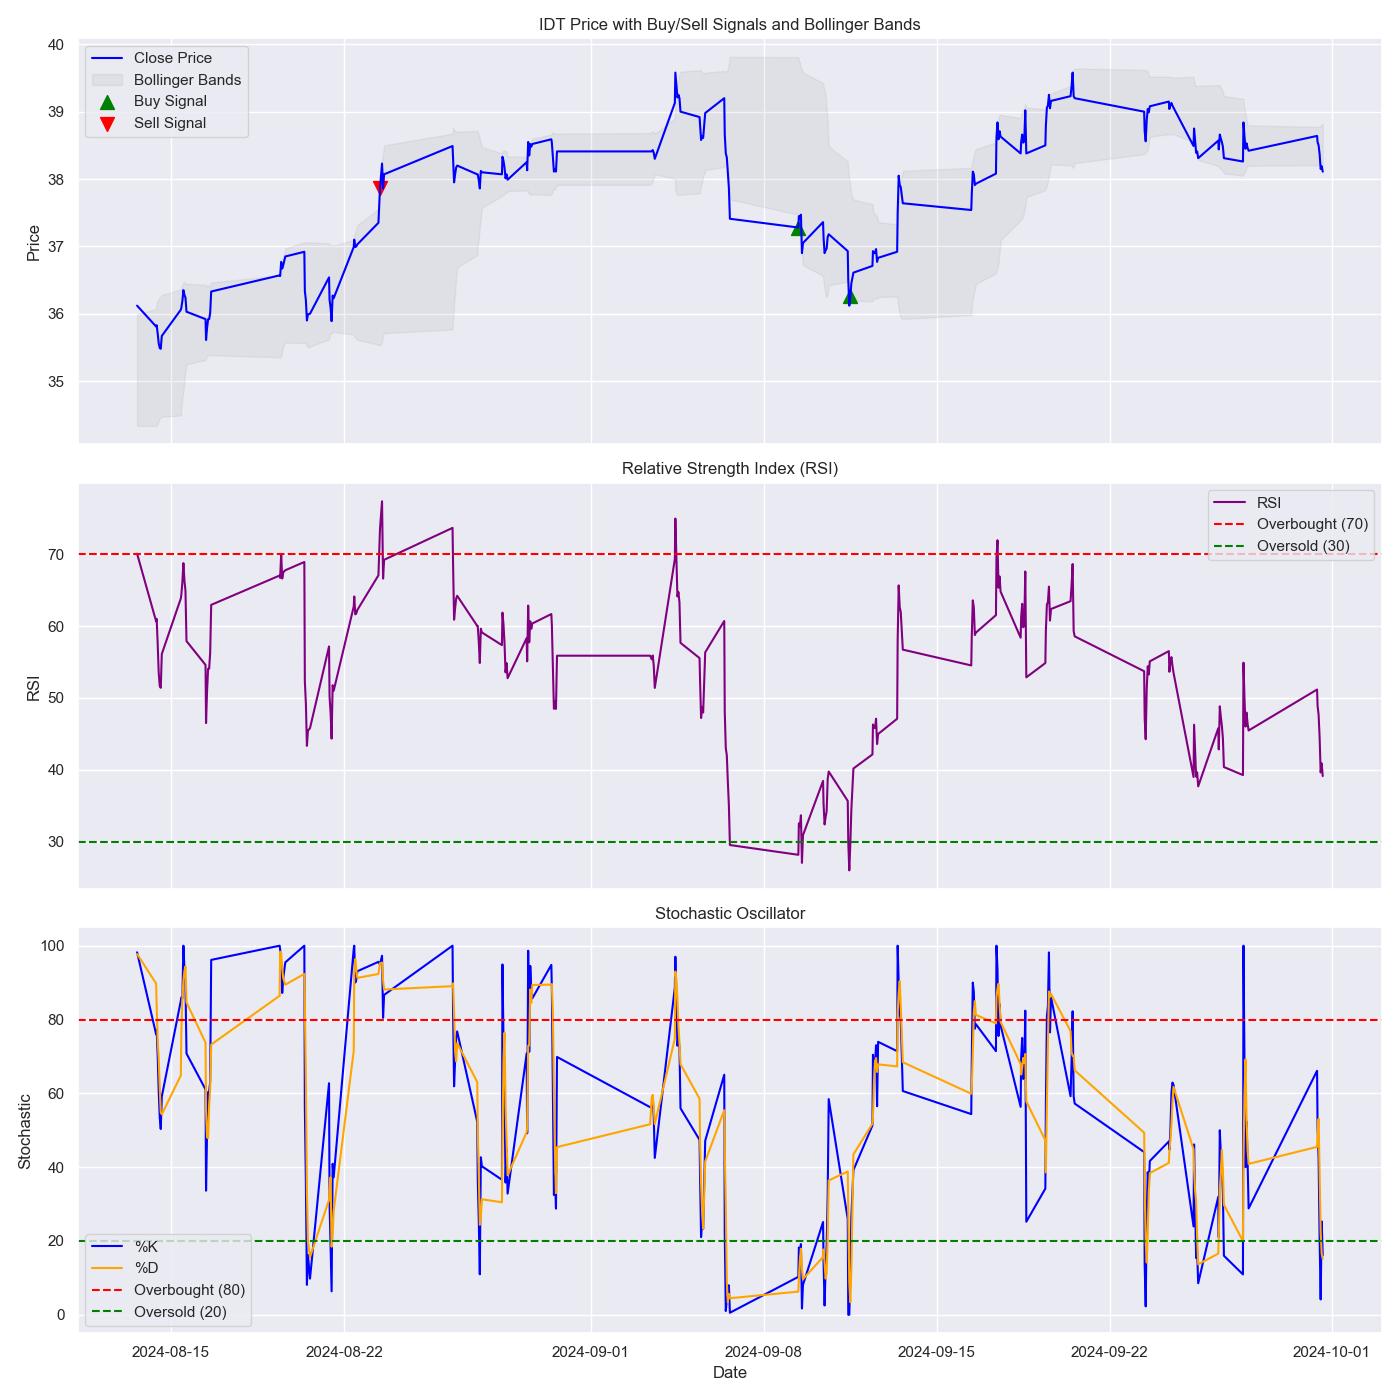 IDT Price with Buy/Sell Signals and Bollinger Bands
Close Price
Bollinger Bands
Buy Signal
Sell Signal
40
39
38
37
36
35
Price
Relative Strength Index (RSI)
RSI
Overbought (70)
Oversold (30)
70
60
50
40
30
RSI
Stochastic Oscillator
100
80
60
40
20
0
Stochastic
%K
%D
Overbought (80)
Oversold (20)
2024-08-15
2024-08-22
2024-09-01
2024-09-08
2024-09-15
2024-09-22
2024-10-01
Date